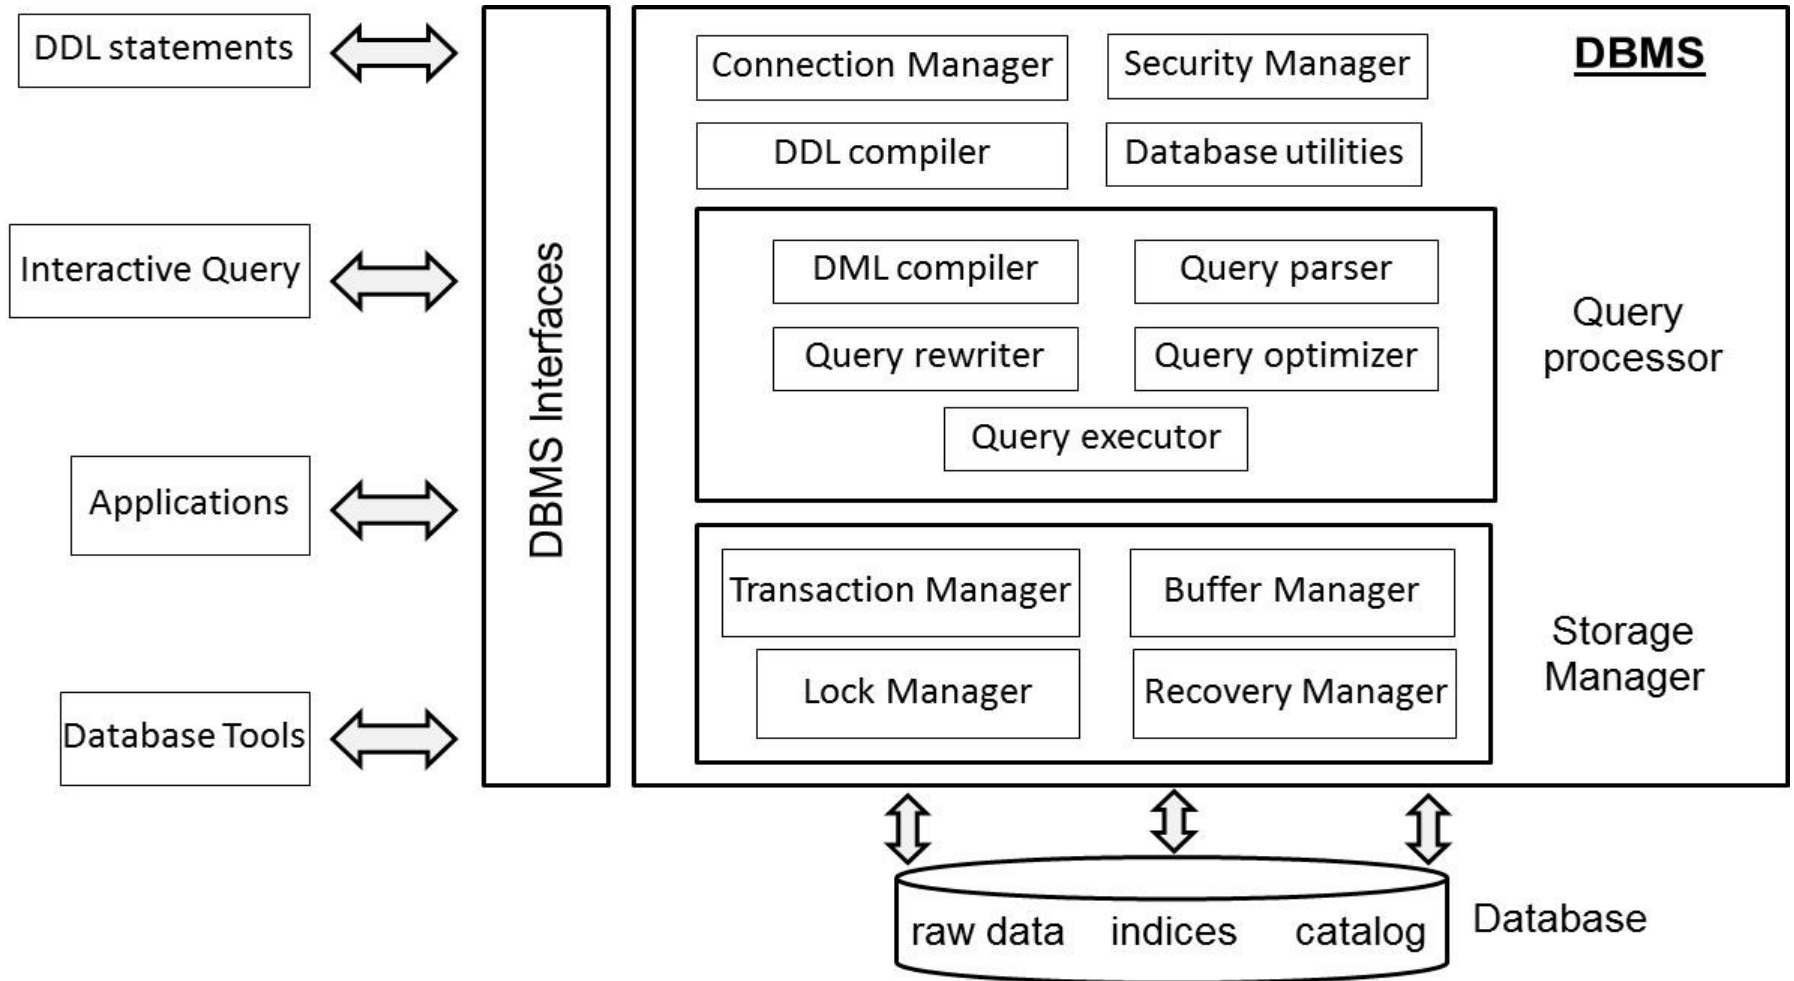 DDL statements
Interactive Query
Applications
Database Tools
DBMS Interfaces
DBMS
Connection Manager
Security Manager
DDL compiler
Database utilities
DML compiler
Query parser
Query rewriter
Query optimizer
Query executor
Query
processor
Transaction Manager
Buffer Manager
Lock Manager
Recovery Manager
Storage
Manager
raw data
indices
catalog
Database